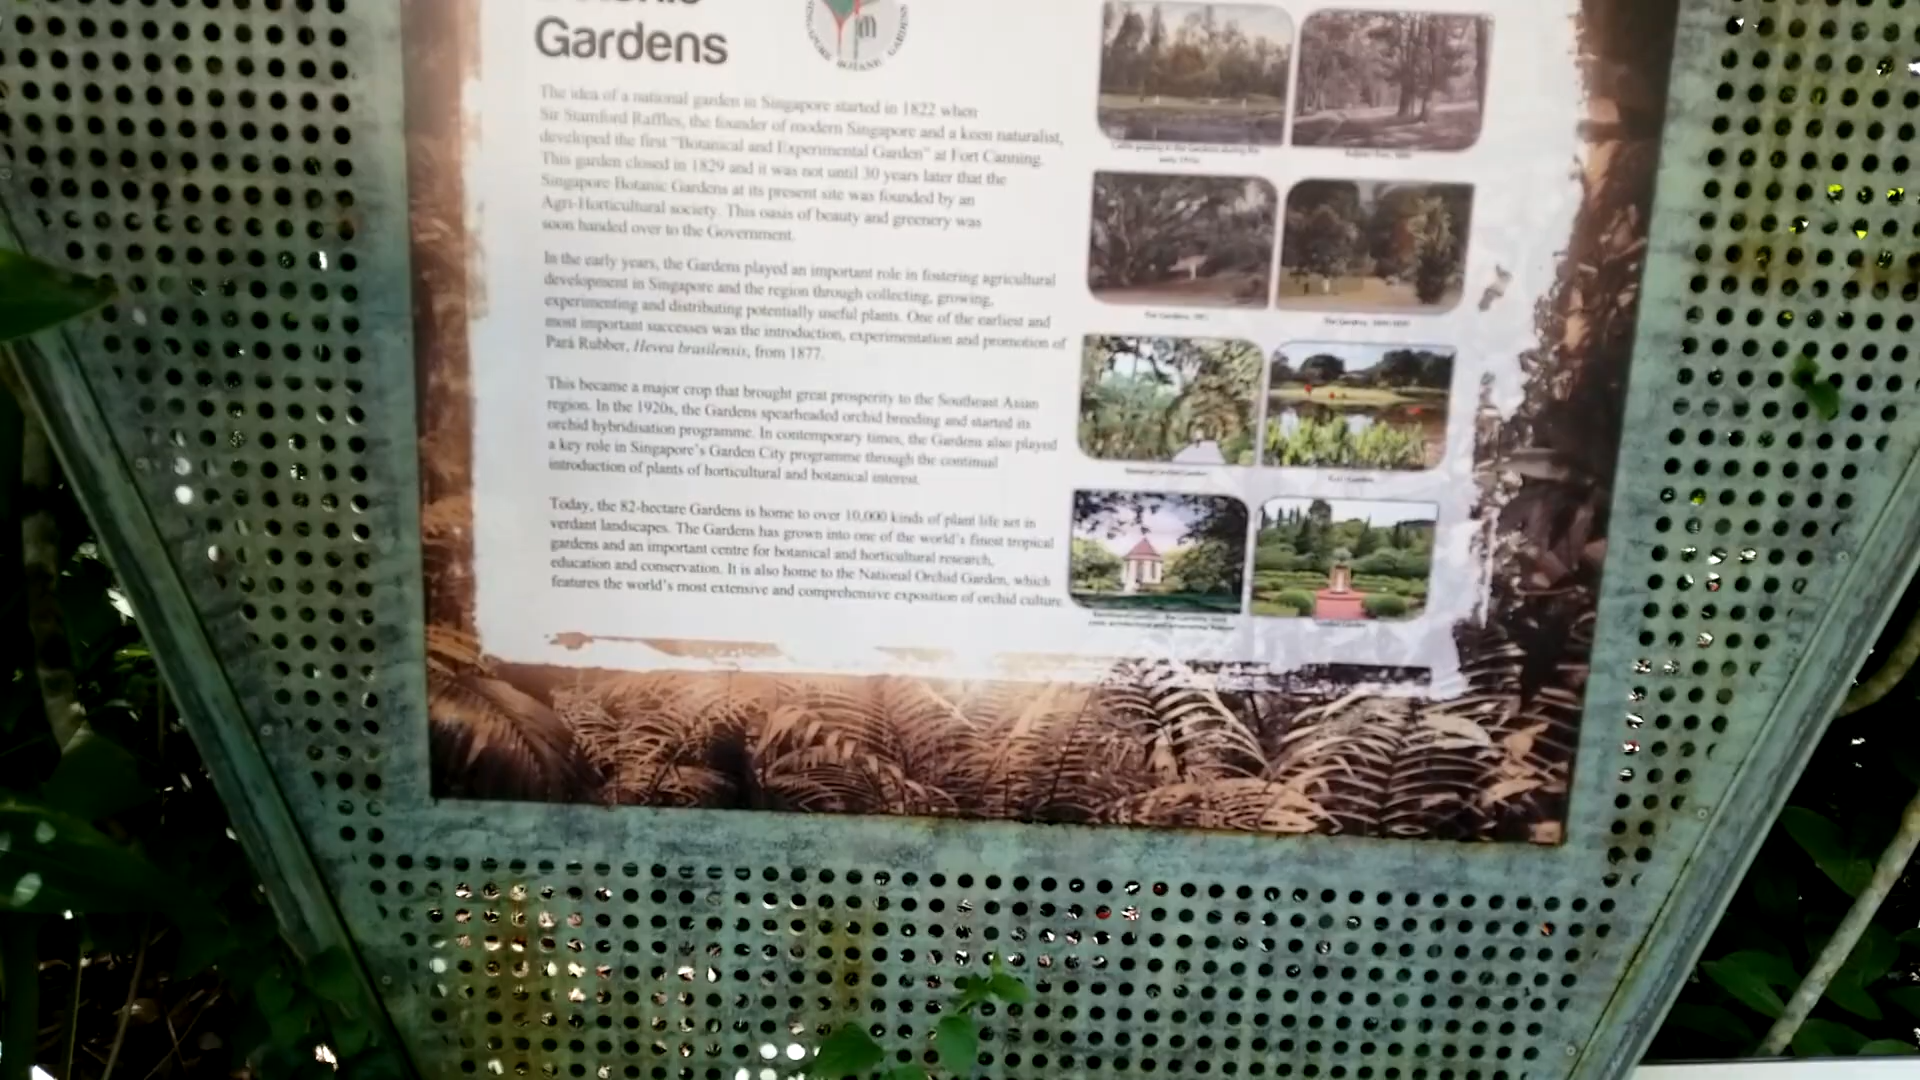 Gardens
SINGAPORE BOTANIC GARDENS
The idea of a national garden in Singapore started in 1822 when
Sir Stamford Raffles, the founder of modern Singapore and a keen naturalist,
developed the first "Botanical and Experimental Garden" at Fort Canning.
This garden closed in 1829 and it was not until 30 years later that the
Singapore Botanic Gardens at its present site was founded by an
Agri-Horticultural society. This oasis of beauty and greenery was
soon handed over to the Government.
In the early years, the Gardens played an important role in fostering agricultural
development in Singapore and the region through collecting, growing,
experimenting and distributing potentially useful plants. One of the earliest and
most important successes was the introduction, experimentation and promotion of
Pará Rubber, Hevea brasilensis, from 1877.
This became a major crop that brought great prosperity to the Southeast Asian
region. In the 1920s, the Gardens spearheaded orchid breeding and started its
orchid hybridisation programme. In contemporary times, the Gardens also played
a key role in Singapore's Garden City programme through the continual
introduction of plants of horticultural and botanical interest.
Today, the 82-hectare Gardens is home to over 10,000 kinds of plant life set in
verdant landscapes. The Gardens has grown into one of the world's finest tropical
gardens and an important centre for botanical and horticultural research,
education and conservation. It is also home to the National Orchid Garden, which
features the world's most extensive and comprehensive exposition of orchid culture.
The Gardens,
The Gardens,
National Orchid Garden